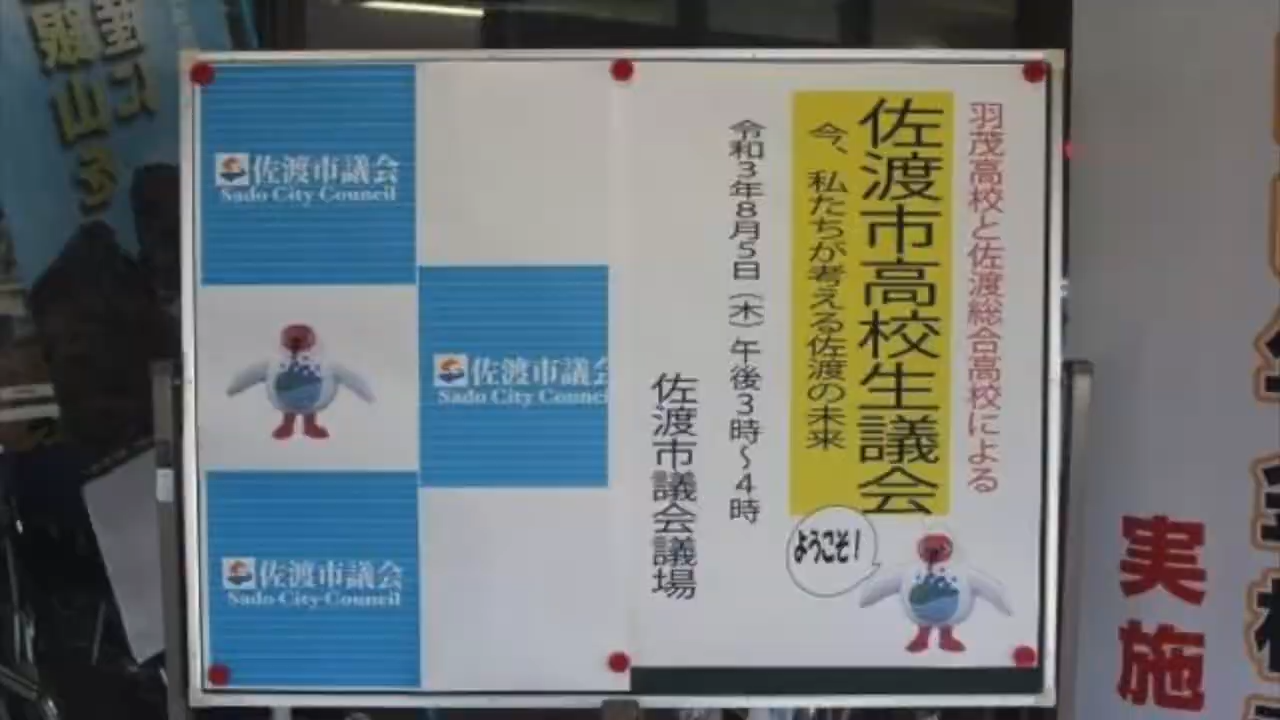 羽茂高校と佐渡総合高校による
佐渡市高校生議会
今、私たちが考える佐渡の未来
令和3年8月5日（木）午後3時～4時
佐渡市議会議場
ようこそ！
佐渡市議会
Sado City Council
佐渡市議会
Sado City Counci
佐渡市議会
Sado City Council
実施